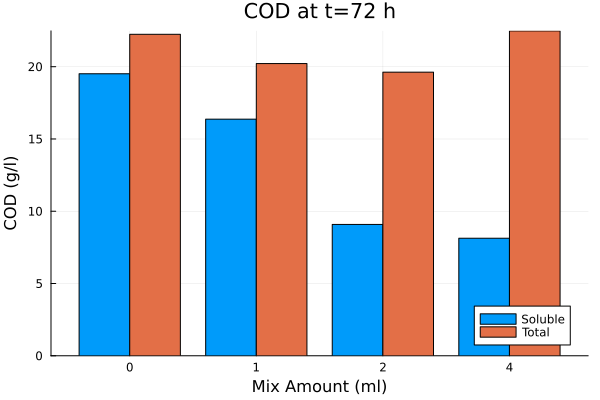 COD at t=72 h
20
15
10
5
0
COD (g/l)
0 1 2 4
Mix Amount (ml)
Soluble
Total